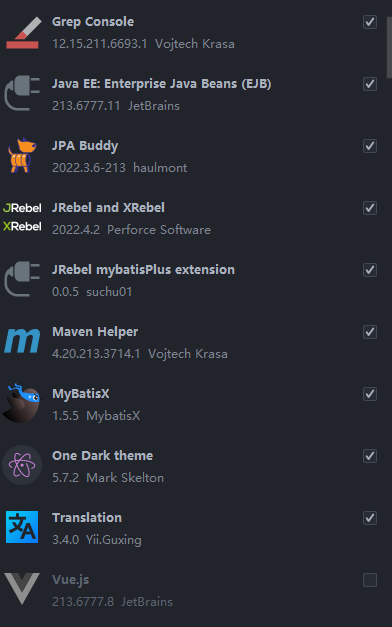 Grep Console
12.15.211.6693.1 Vojtech Krasa
Java EE: Enterprise Java Beans (EJB)
213.6777.11 JetBrains
JPA Buddy
2022.3.6-213 haulmont
JRebel
XRebel
JRebel and XRebel
2022.4.2 Perforce Software
JRebel mybatisPlus extension
0.0.5 suchu01
m
Maven Helper
4.20.213.3714.1 Vojtech Krasa
MyBatisX
1.5.5 MybatisX
One Dark theme
5.7.2 Mark Skelton
文A
Translation
3.4.0 Yii.Guxing
Vue.js
213.6777.8 JetBrains